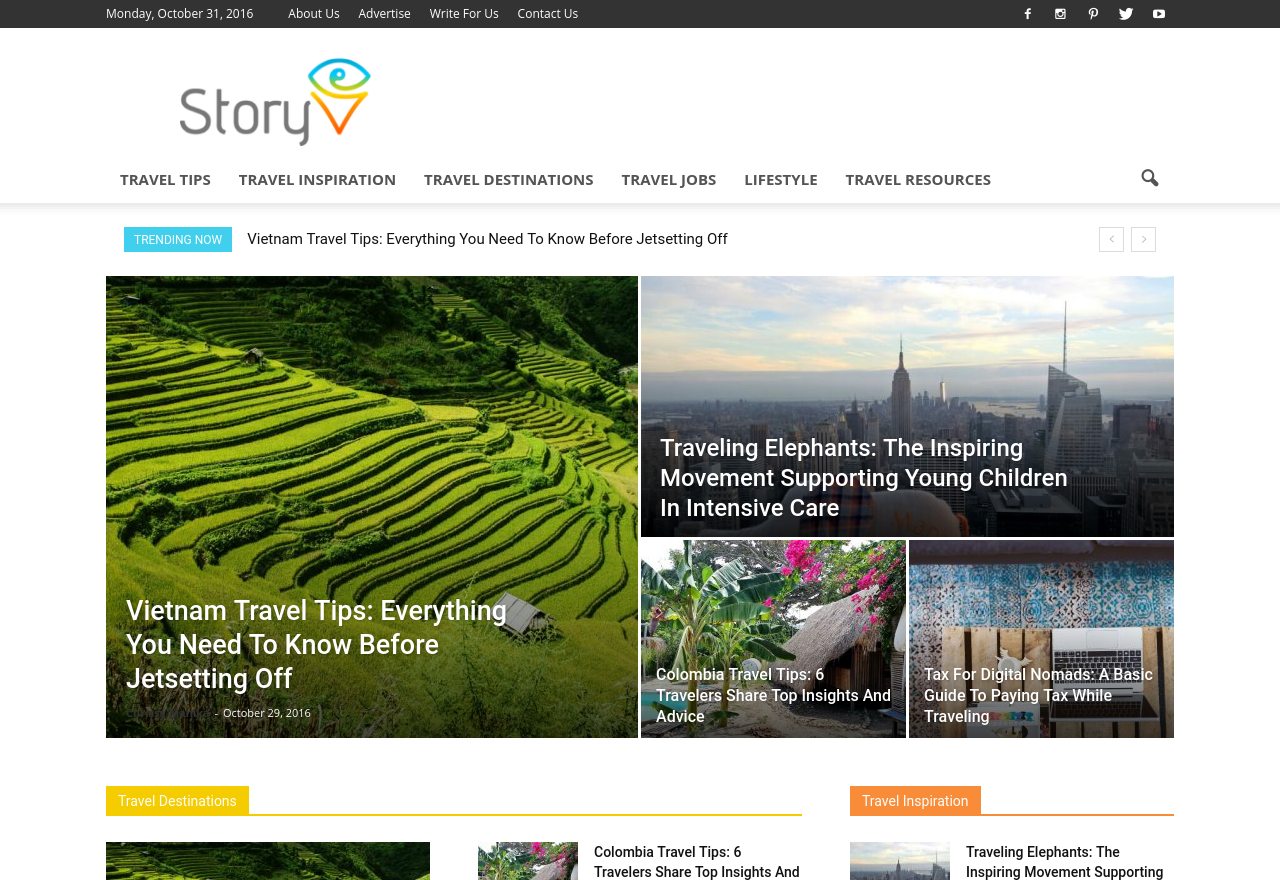 Monday, October 31, 2016 About Us Advertise Write For Us Contact Us
Story
TRAVEL TIPS TRAVEL INSPIRATION TRAVEL DESTINATIONS TRAVEL JOBS LIFESTYLE TRAVEL RESOURCES
TRENDING NOW Vietnam Travel Tips: Everything You Need To Know Before Jetsetting Off
Traveling Elephants: The Inspiring
Movement Supporting Young Children
In Intensive Care
Vietnam Travel Tips: Everything
You Need To Know Before
Jetsetting Off
- October 29, 2016
Colombia Travel Tips: 6
Travelers Share Top Insights And
Advice
Tax For Digital Nomads: A Basic
Guide To Paying Tax While
Traveling
Travel Destinations
Travel Inspiration
Colombia Travel Tips: 6
Travelers Share Top Insights And
Traveling Elephants: The
Inspiring Movement Supporting